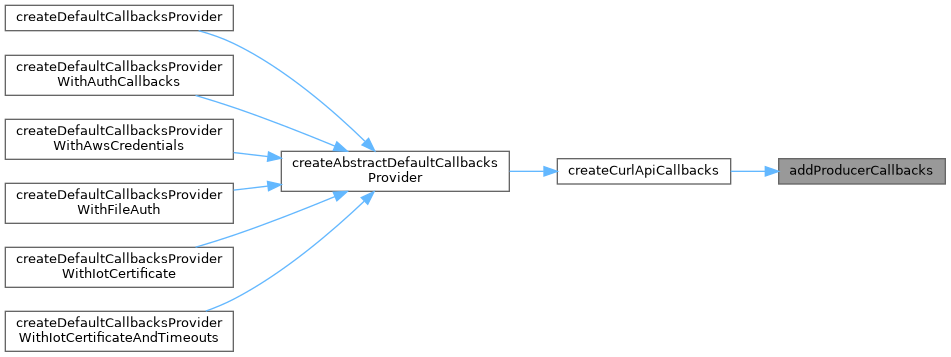 createDefaultCallbacksProvider
createDefaultCallbacksProvider
WithAuthCallbacks
createDefaultCallbacksProvider
WithAwsCredentials
createDefaultCallbacksProvider
WithFileAuth
createDefaultCallbacksProvider
WithIotCertificate
createDefaultCallbacksProvider
WithIotCertificateAndTimeouts
createAbstractDefaultCallbacks
Provider
createCurlApiCallbacks
addProducerCallbacks